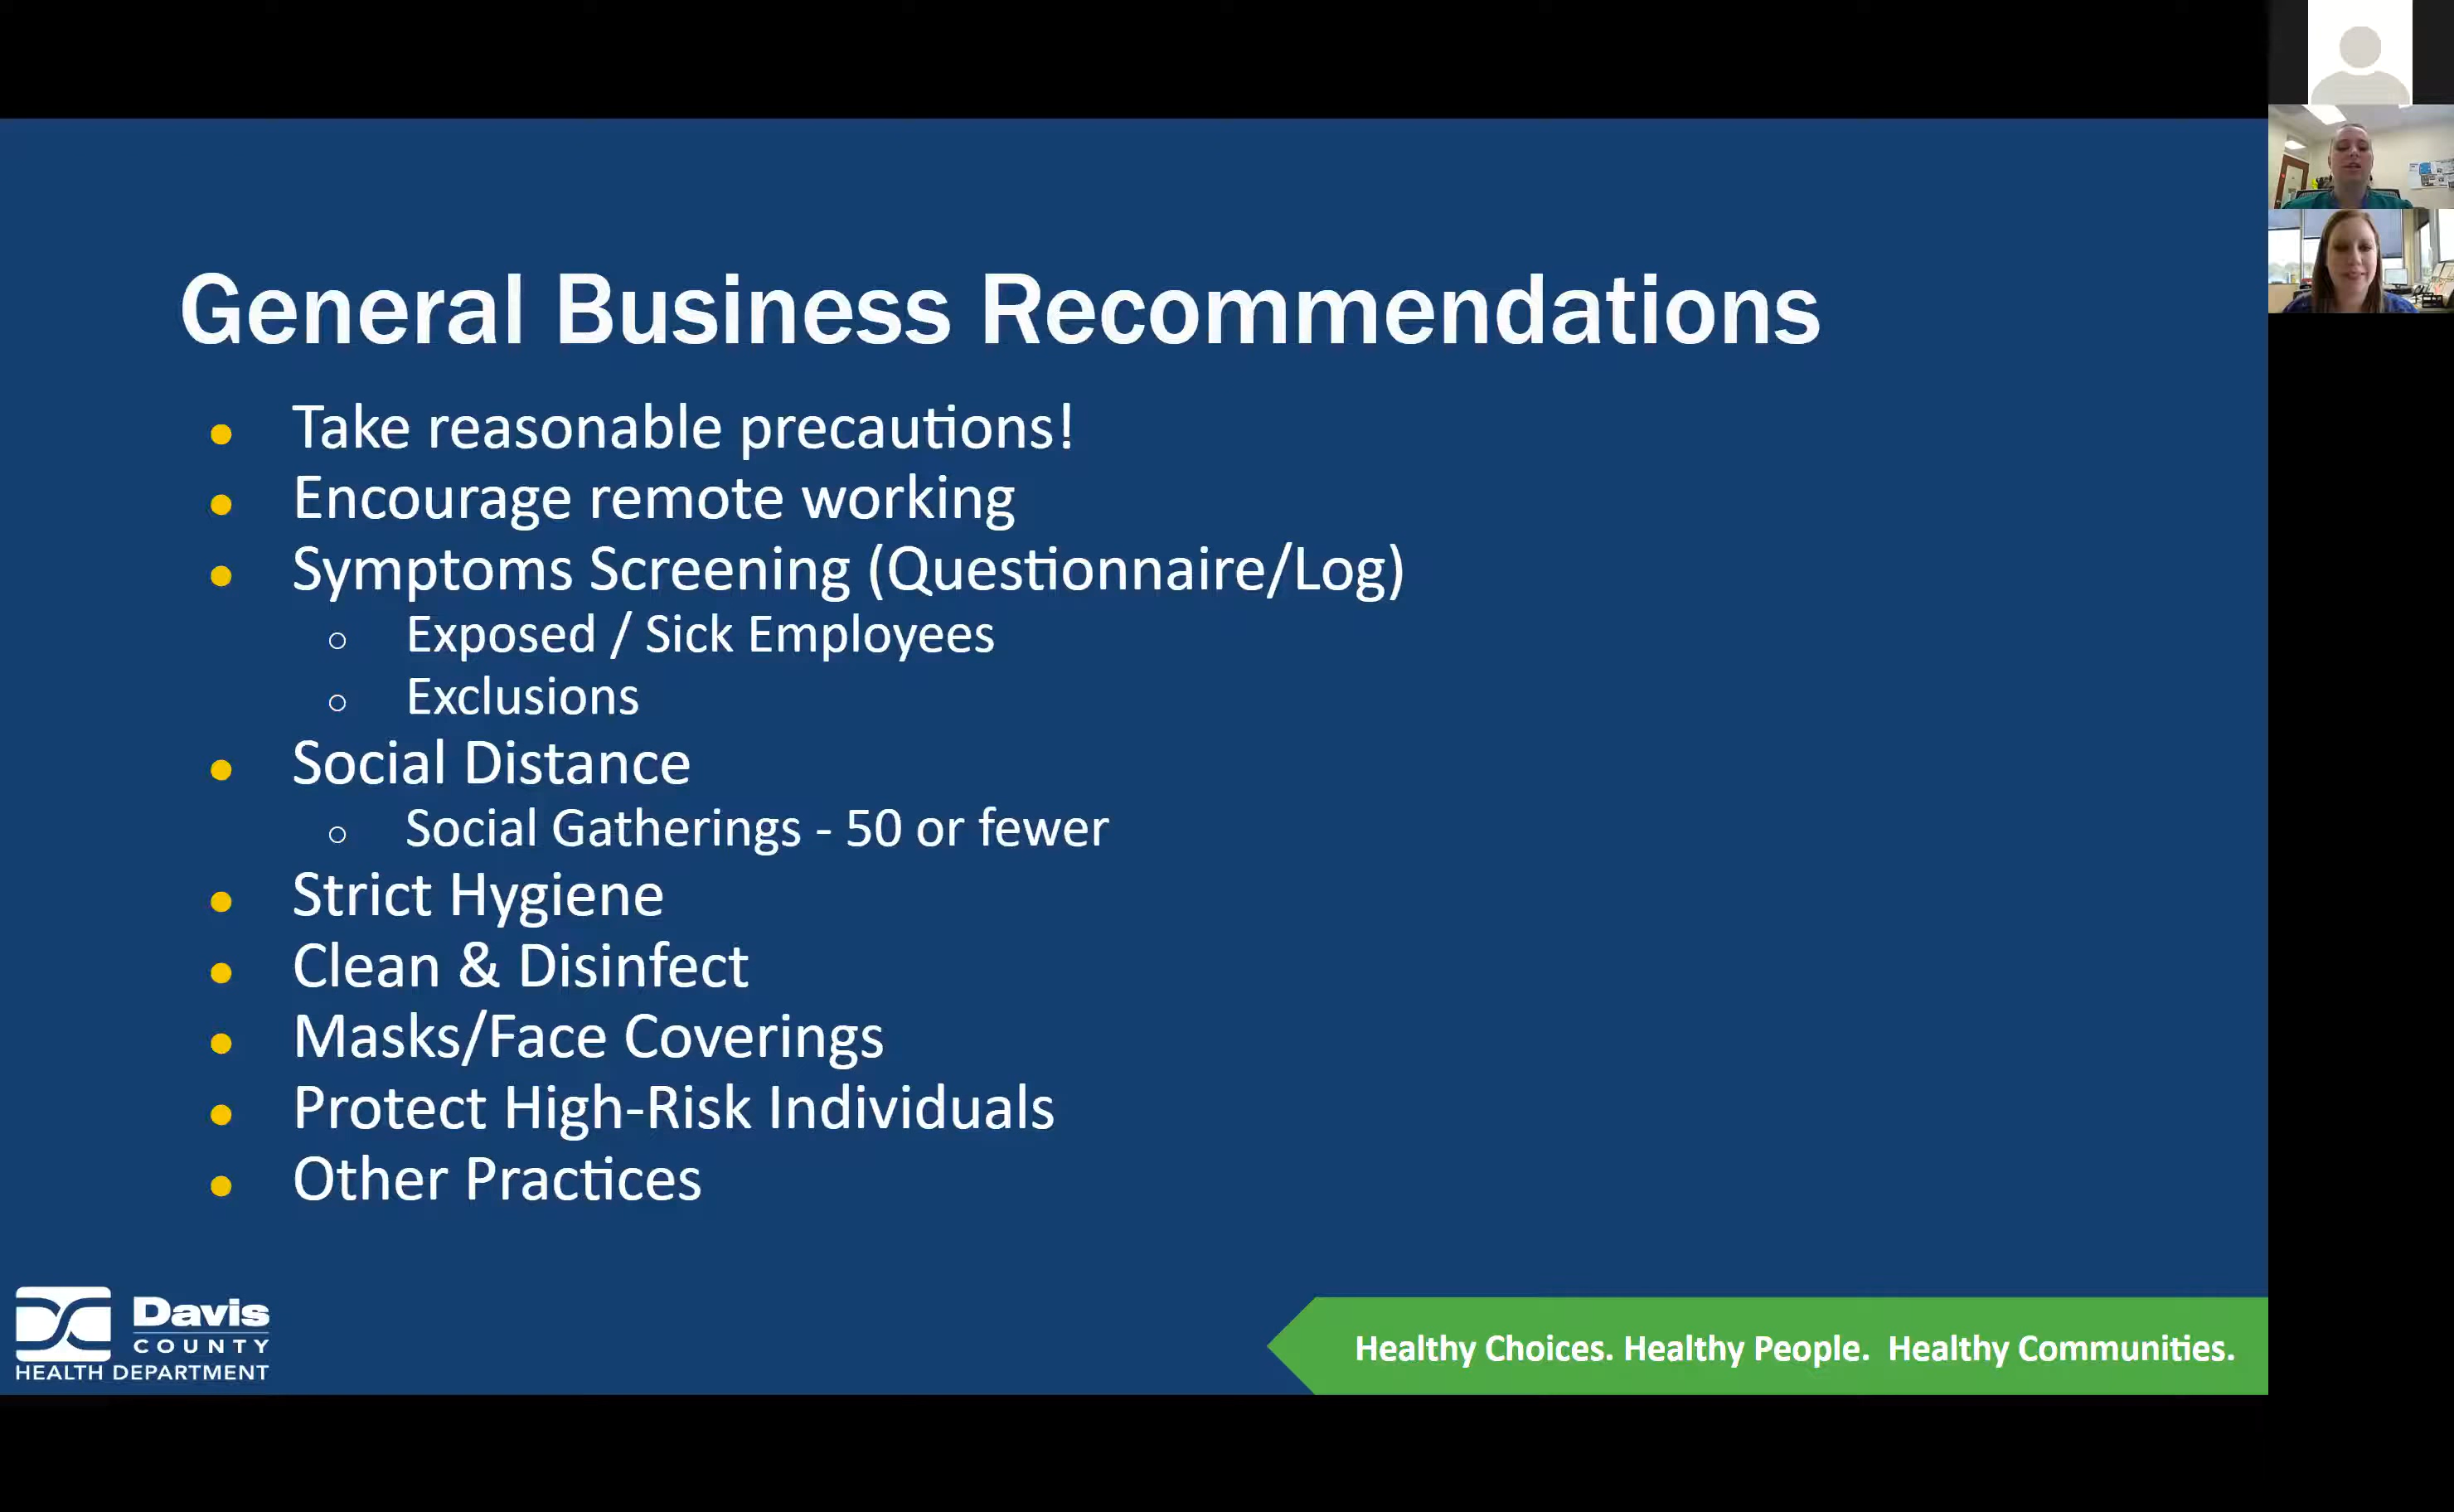 General Business Recommendations
Take reasonable precautions!
Encourage remote working
Symptoms Screening (Questionnaire/Log)
Exposed / Sick Employees
Exclusions
Social Distance
Social Gatherings - 50 or fewer
Strict Hygiene
Clean & Disinfect
Masks/Face Coverings
Protect High-Risk Individuals
Other Practices
Davis
COUNTY
HEALTH DEPARTMENT
Healthy Choices. Healthy People. Healthy Communities.